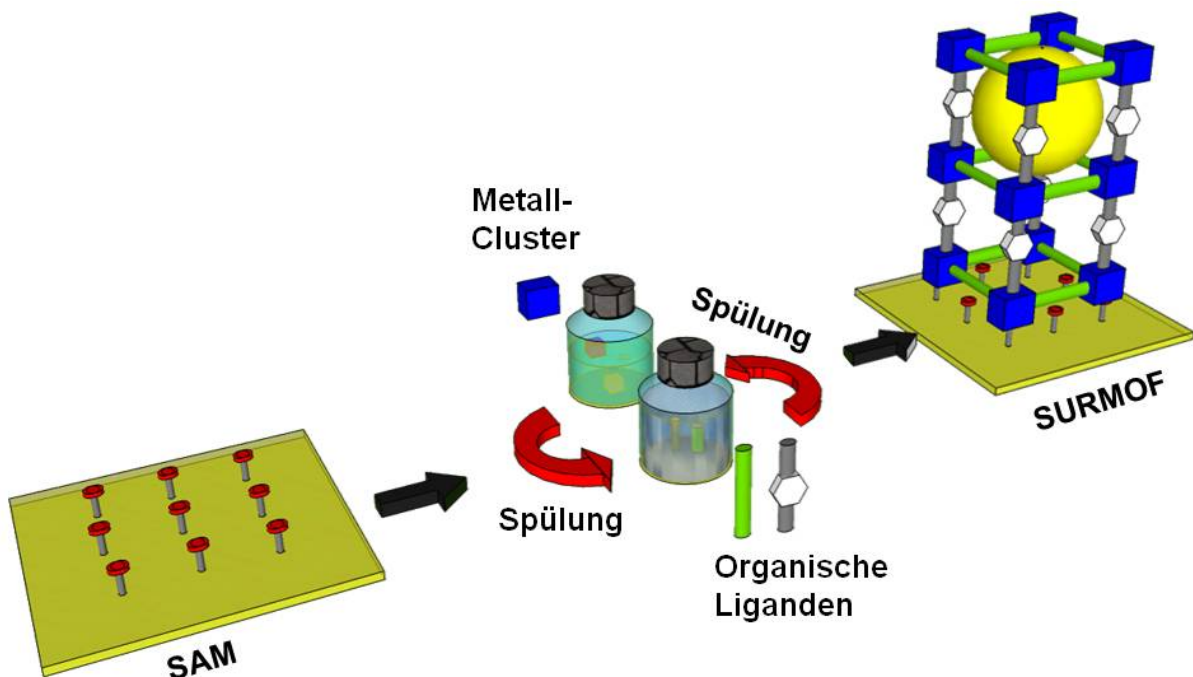 Metall-
Cluster
Spülung
Spülung
Organische
Liganden
SAM
SURMOF